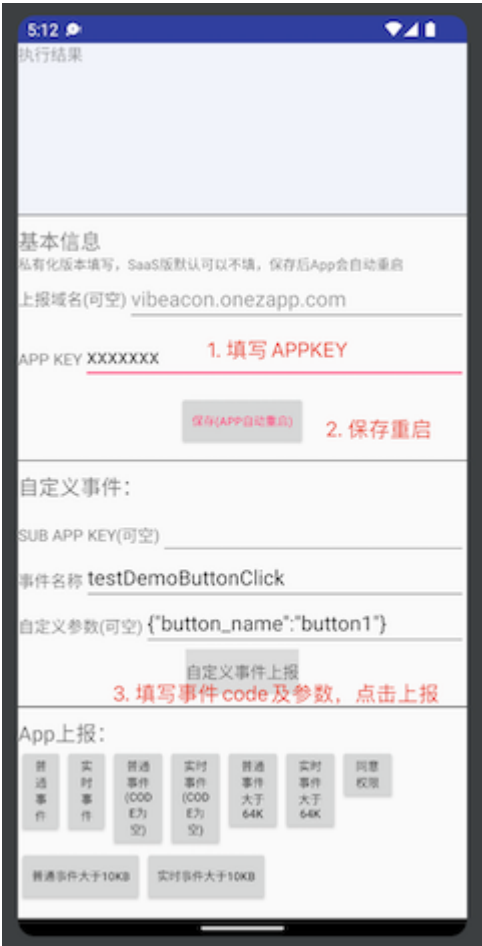 5:12
执行结果
基本信息
私有化版本填写，SaaS版默认可以不填，保存后App会自动重启
上报域名(可空) vibeacon.onezapp.com
APP KEY XXXXXXX 1. 填写 APPKEY
保存(APP自动重启) 2. 保存重启
自定义事件：
SUB APP KEY(可空)
事件名称 testDemoButtonClick
自定义参数(可空) {"button_name":"button1"}
自定义事件上报
3. 填写事件 code 及参数，点击上报
App上报：
普通事件
实时事件
普通事件(CODE为空)
实时事件(CODE为空)
普通事件大于64K
实时事件大于64K
同意权限
普通事件大于10KB 实时事件大于10KB